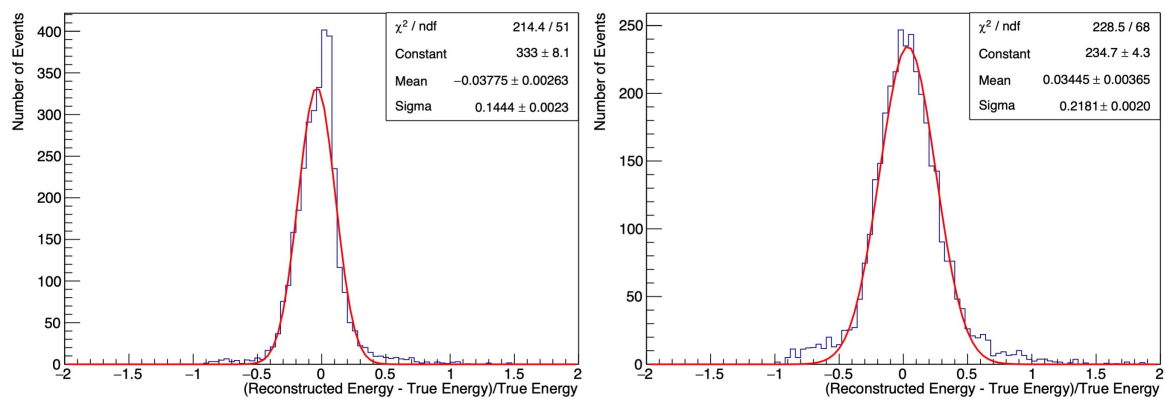 Number of Events
400
350
300
250
200
150
100
50
0
−2
−1.5
−1
−0.5
0
0.5
1
1.5
2
(Reconstructed Energy - True Energy)/True Energy
χ² / ndf 214.4 / 51
Constant 333 ± 8.1
Mean −0.03775 ± 0.00263
Sigma 0.1444 ± 0.0023
Number of Events
250
200
150
100
50
0
−2
−1.5
−1
−0.5
0
0.5
1
1.5
2
(Reconstructed Energy - True Energy)/True Energy
χ² / ndf 228.5 / 68
Constant 234.7 ± 4.3
Mean 0.03445 ± 0.00365
Sigma 0.2181± 0.0020